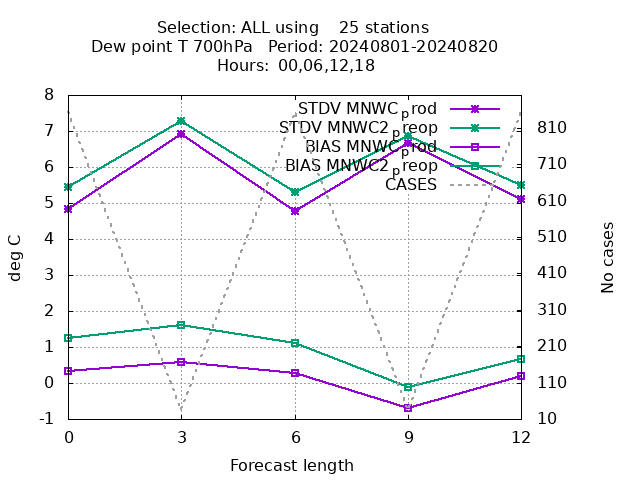 Selection: ALL using    25 stations
Dew point T 700hPa   Period: 20240801-20240820
Hours: 00,06,12,18
STDV MNWC_prod
STDV MNWC2_preop
BIAS MNWC_prod
BIAS MNWC2_preop
CASES
8
7
6
5
4
3
2
1
0
-1
deg C
810
710
610
510
410
310
210
110
10
No cases
0 3 6 9 12
Forecast length